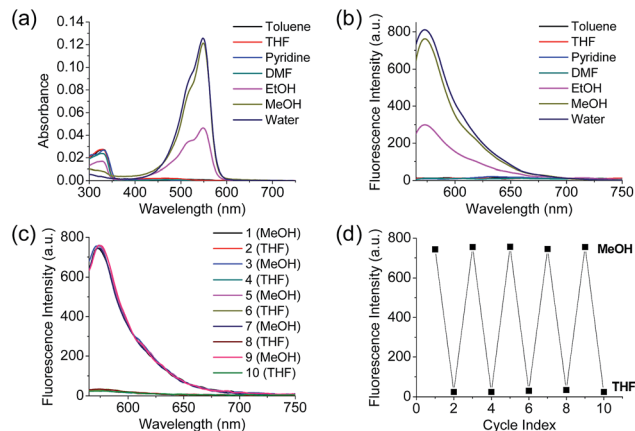 (a)
0.14
0.12
0.10
0.08
0.06
0.04
0.02
0.00
Absorbance
300 400 500 600 700
Wavelength (nm)
Toluene
THF
Pyridine
DMF
EtOH
MeOH
Water
(b)
800
600
400
200
0
Fluorescence Intensity (a.u.)
600 650 700 750
Wavelength (nm)
Toluene
THF
Pyridine
DMF
EtOH
MeOH
Water
(c)
800
600
400
200
0
Fluorescence Intensity (a.u.)
600 650 700 750
Wavelength (nm)
1 (MeOH)
2 (THF)
3 (MeOH)
4 (THF)
5 (MeOH)
6 (THF)
7 (MeOH)
8 (THF)
9 (MeOH)
10 (THF)
(d)
800
600
400
200
0
Fluorescence Intensity (a.u.)
MeOH
THF
0 2 4 6 8 10
Cycle Index